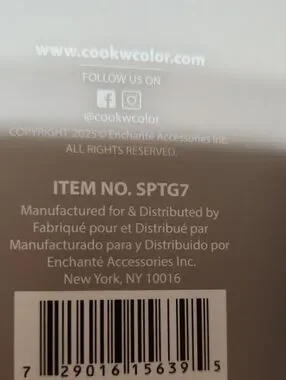 www.cookwcolor.com
FOLLOW US ON
@cookwcolor
COPYRIGHT 2025 © Enchanté Accessories Inc.
ALL RIGHTS RESERVED.
ITEM NO. SPTG7
Manufactured for & Distributed by
Fabriqué pour et Distribué par
Manufacturado para y Distribuido por
Enchanté Accessories Inc.
New York, NY 10016
7 29016 15639 5